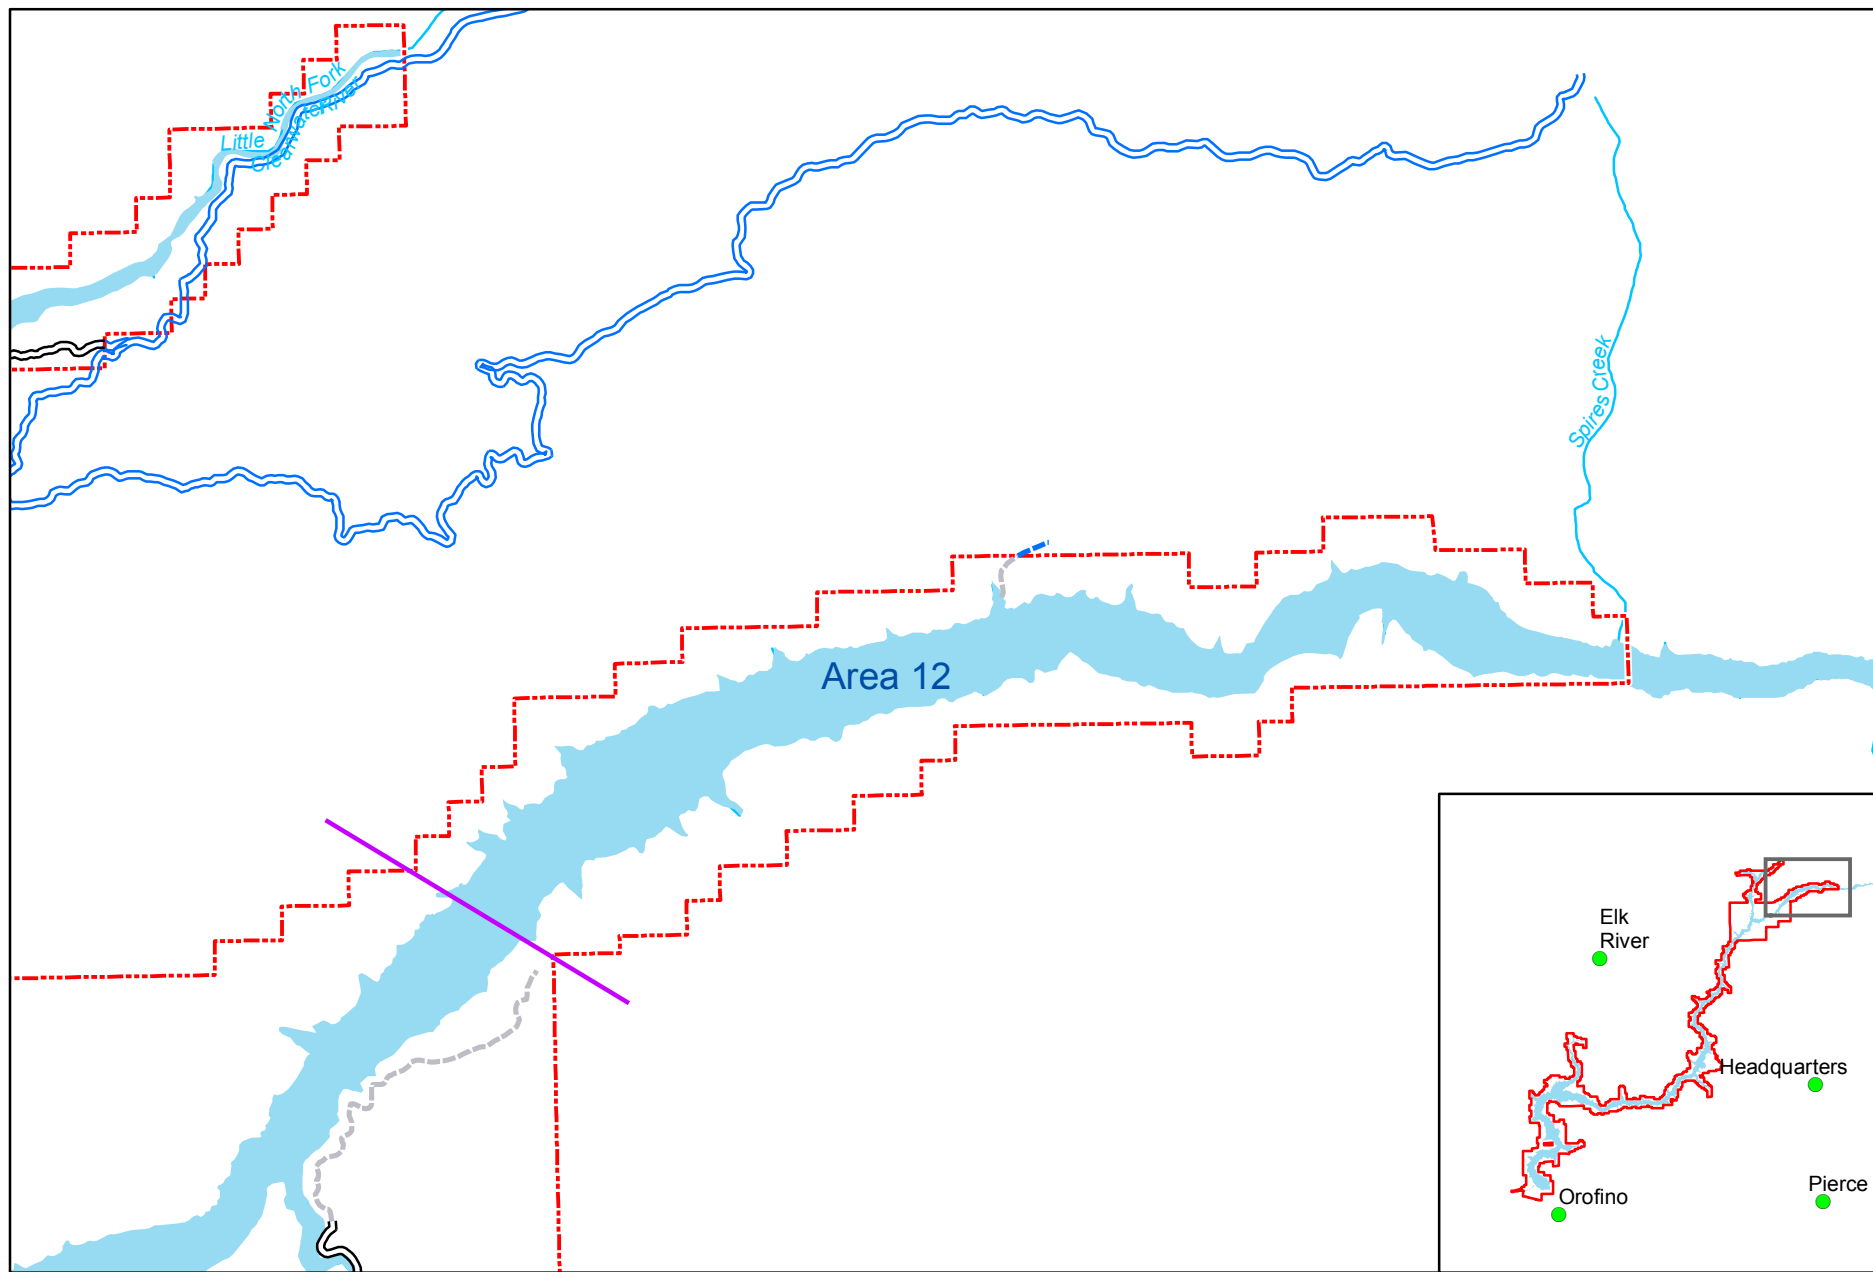 Little North Fork
Clearwater River
Spires Creek
Area 12
Elk
River
Headquarters
Pierce
Orofino